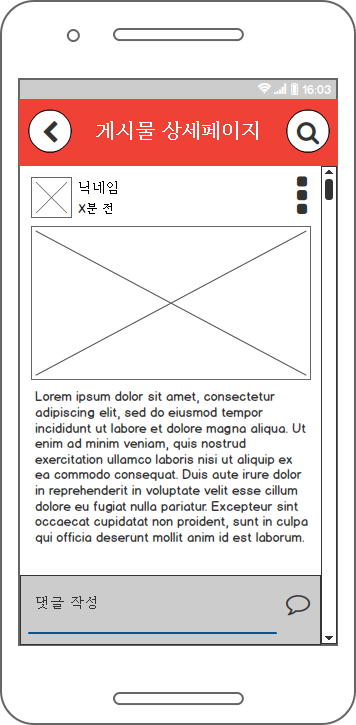 16:03
게시물 상세페이지
닉네임
X분 전
Lorem ipsum dolor sit amet, consectetur
adipiscing elit, sed do eiusmod tempor
incididunt ut labore et dolore magna aliqua. Ut
enim ad minim veniam, quis nostrud
exercitation ullamco laboris nisi ut aliquip ex
ea commodo consequat. Duis aute irure dolor
in reprehenderit in voluptate velit esse cillum
dolore eu fugiat nulla pariatur. Excepteur sint
occaecat cupidatat non proident, sunt in culpa
qui officia deserunt mollit anim id est laborum.
댓글 작성